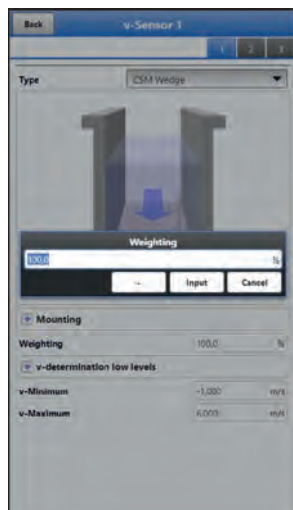 Back
v-Sensor 1
1 2 3
Type
CSM Wedge
Weighting
100,0 %
Input Cancel
Mounting
Weighting 100,0 %
v-determination low levels
v-Minimum -1,000 m/s
v-Maximum 6,000 m/s